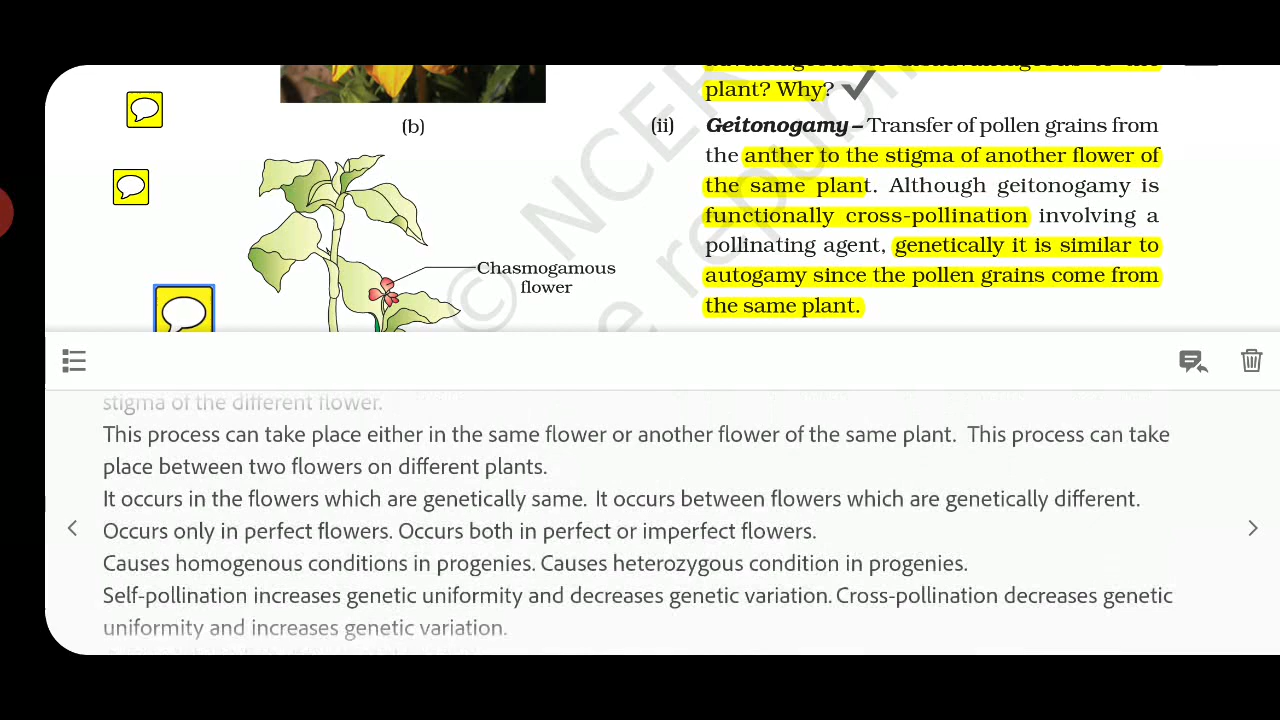 advantageous or disadvantageous to the
plant? Why?
(b)
(ii) Geitonogamy – Transfer of pollen grains from
the anther to the stigma of another flower of
the same plant. Although geitonogamy is
functionally cross-pollination involving a
pollinating agent, genetically it is similar to
autogamy since the pollen grains come from
the same plant.
Chasmogamous
flower
© NCER
e republi
stigma of the different flower.
This process can take place either in the same flower or another flower of the same plant. This process can take
place between two flowers on different plants.
It occurs in the flowers which are genetically same. It occurs between flowers which are genetically different.
Occurs only in perfect flowers. Occurs both in perfect or imperfect flowers.
Causes homogenous conditions in progenies. Causes heterozygous condition in progenies.
Self-pollination increases genetic uniformity and decreases genetic variation. Cross-pollination decreases genetic
uniformity and increases genetic variation.